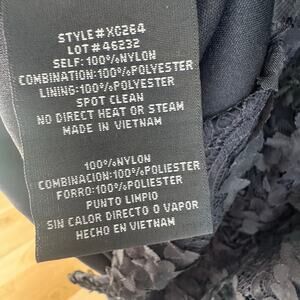 STYLE#XC264
LOT#46232
SELF:100%NYLON
COMBINATION:100%POLYESTER
LINING:100%POLYESTER
SPOT CLEAN
NO DIRECT HEAT OR STEAM
MADE IN VIETNAM
100%NYLON
COMBINACION:100%POLIESTER
FORRO:100%POLIESTER
PUNTO LIMPIO
SIN CALOR DIRECTO O VAPOR
HECHO EN VIETNAM